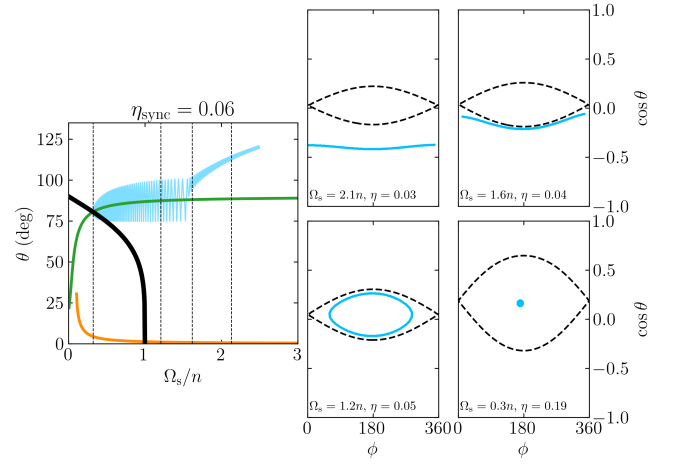 η_sync = 0.06
125
100
75
50
25
0
θ (deg)
0
1
2
3
Ω_s/n
Ω_s = 2.1n, η = 0.03
Ω_s = 1.6n, η = 0.04
1.0
0.5
0.0
−0.5
−1.0
cos θ
Ω_s = 1.2n, η = 0.05
Ω_s = 0.3n, η = 0.19
1.0
0.5
0.0
−0.5
−1.0
cos θ
0
180
360
ϕ
0
180
360
ϕ